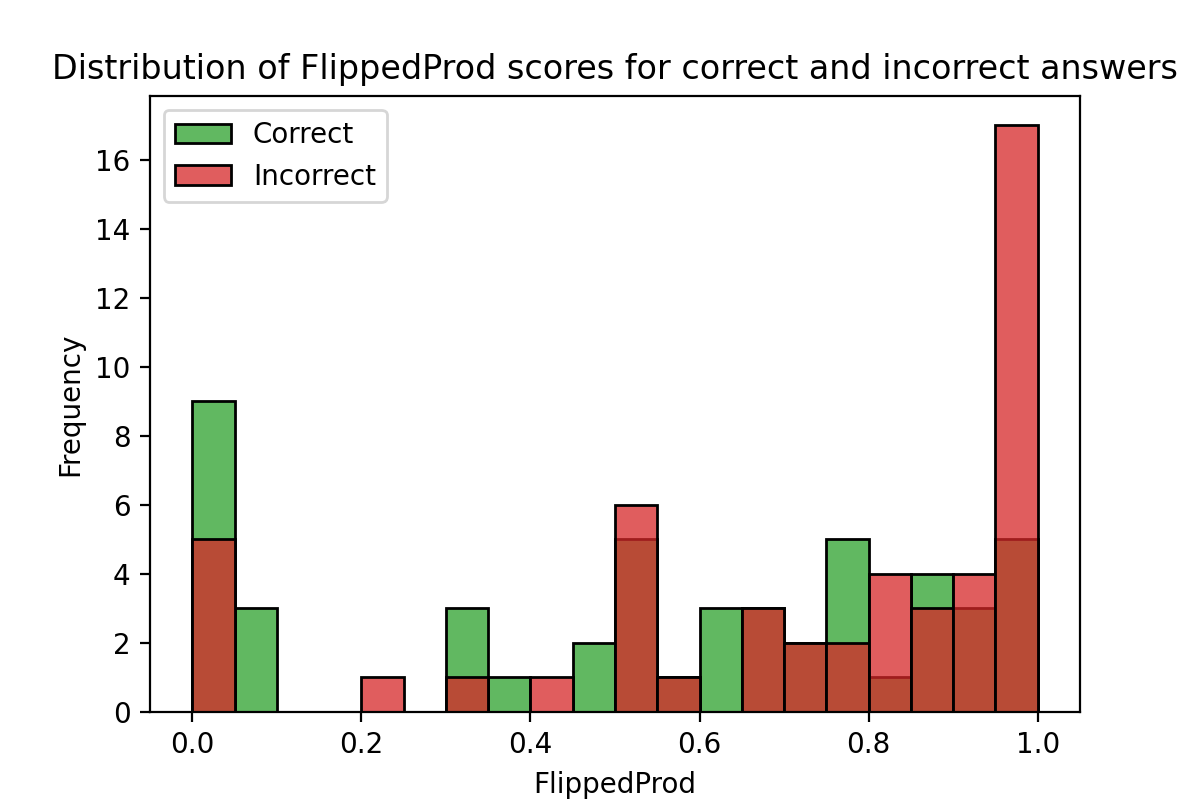 Distribution of FlippedProd scores for correct and incorrect answers
Correct
Incorrect
16
14
12
10
8
6
4
2
0
Frequency
0.0 0.2 0.4 0.6 0.8 1.0
FlippedProd